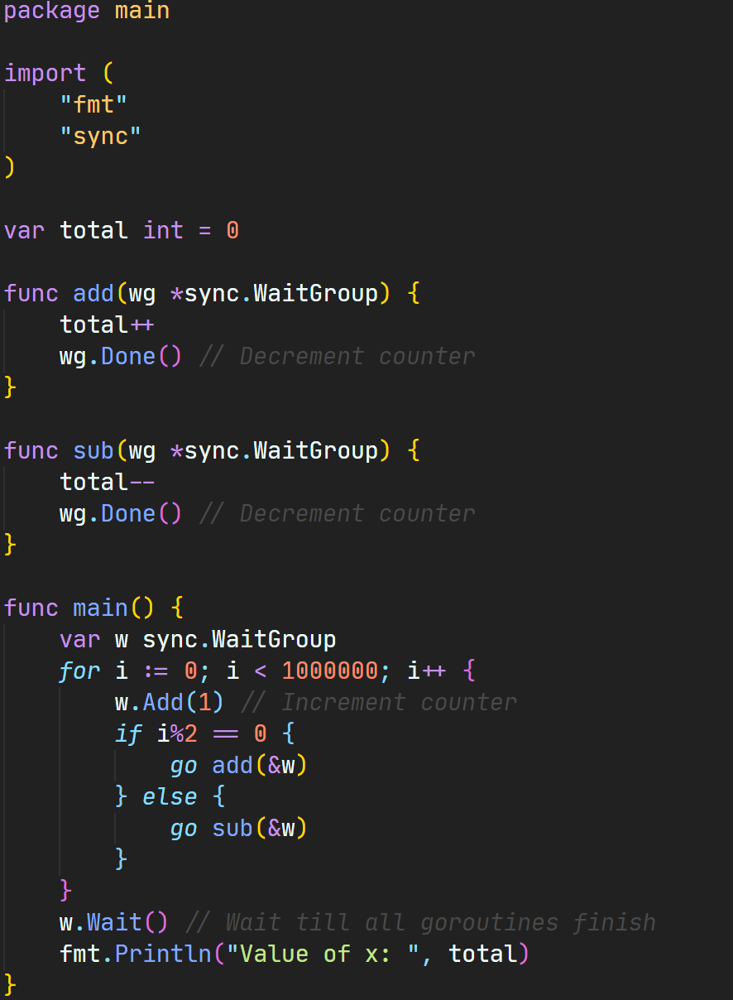 package main

import (
    "fmt"
    "sync"
)

var total int = 0

func add(wg *sync.WaitGroup) {
    total++
    wg.Done() // Decrement counter
}

func sub(wg *sync.WaitGroup) {
    total--
    wg.Done() // Decrement counter
}

func main() {
    var w sync.WaitGroup
    for i := 0; i < 1000000; i++ {
        w.Add(1) // Increment counter
        if i%2 == 0 {
            go add(&w)
        } else {
            go sub(&w)
        }
    }
    w.Wait() // Wait till all goroutines finish
    fmt.Println("Value of x: ", total)
}